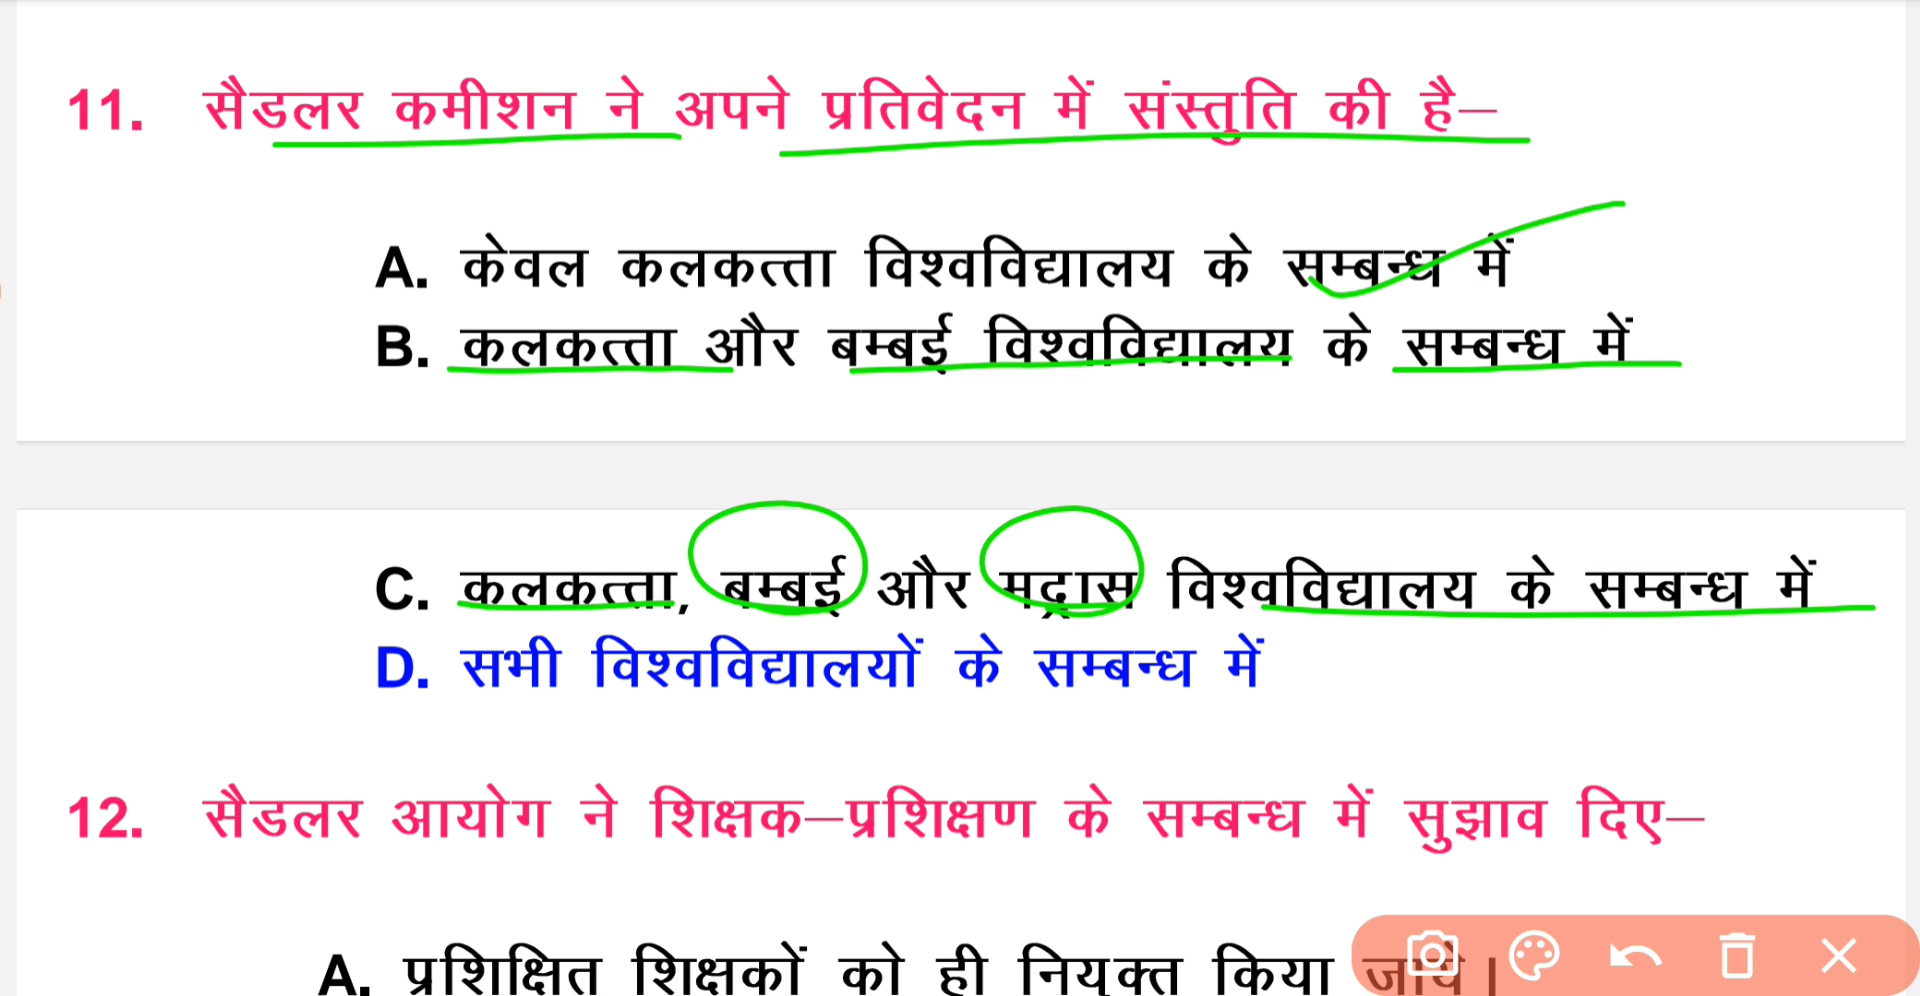 11. सैडलर कमीशन ने अपने प्रतिवेदन में संस्तुति की है–
A. केवल कलकत्ता विश्वविद्यालय के सम्बन्ध में
B. कलकत्ता और बम्बई विश्वविद्यालय के सम्बन्ध में
C. कलकत्ता, बम्बई और मद्रास विश्वविद्यालय के सम्बन्ध में
D. सभी विश्वविद्यालयों के सम्बन्ध में
12. सैडलर आयोग ने शिक्षक–प्रशिक्षण के सम्बन्ध में सुझाव दिए–
A. प्रशिक्षित शिक्षकों को ही नियुक्त किया जाये।